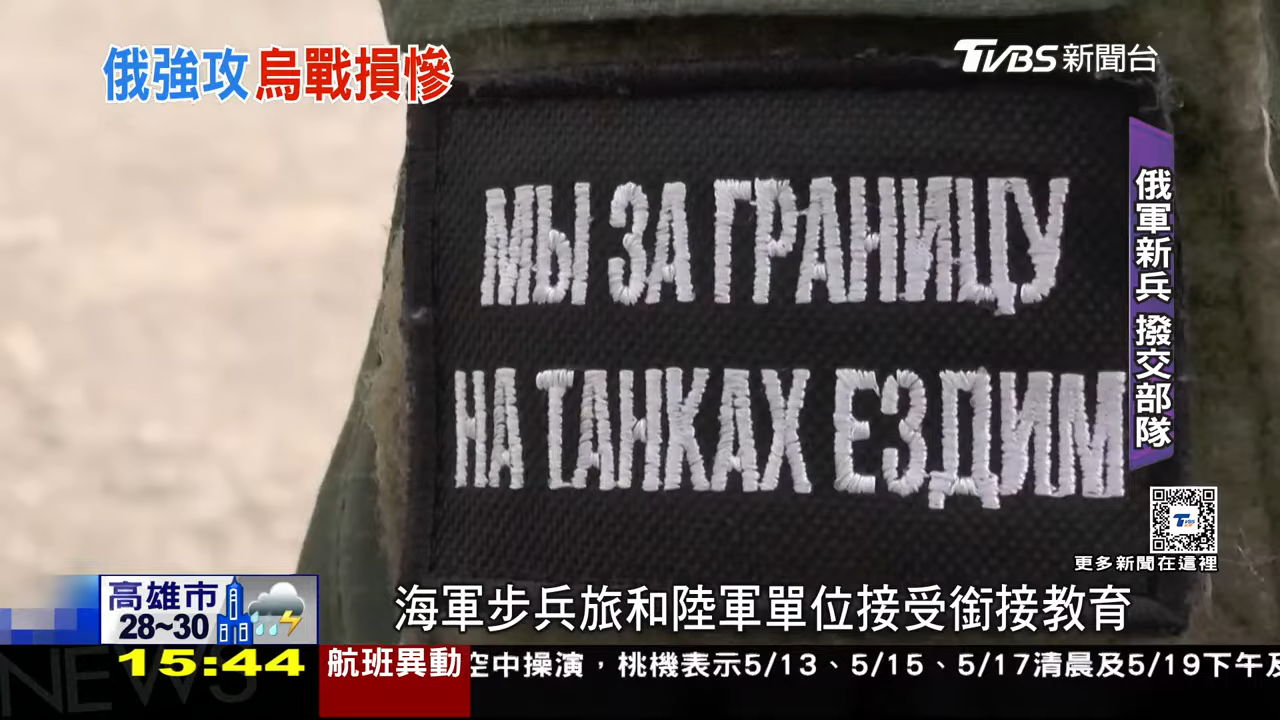 俄強攻 烏戰損慘
TVBS 新聞台
МЫ ЗА ГРАНИЦУ
НА ТАНКАХ ЕЗДИМ
俄軍新兵 撥交部隊
更多新聞在這裡
高雄市
28~30
海軍步兵旅和陸軍單位接受銜接教育
15:44
航班異動
空中操演，桃機表示5/13、5/15、5/17清晨及5/19下午及
NEWS